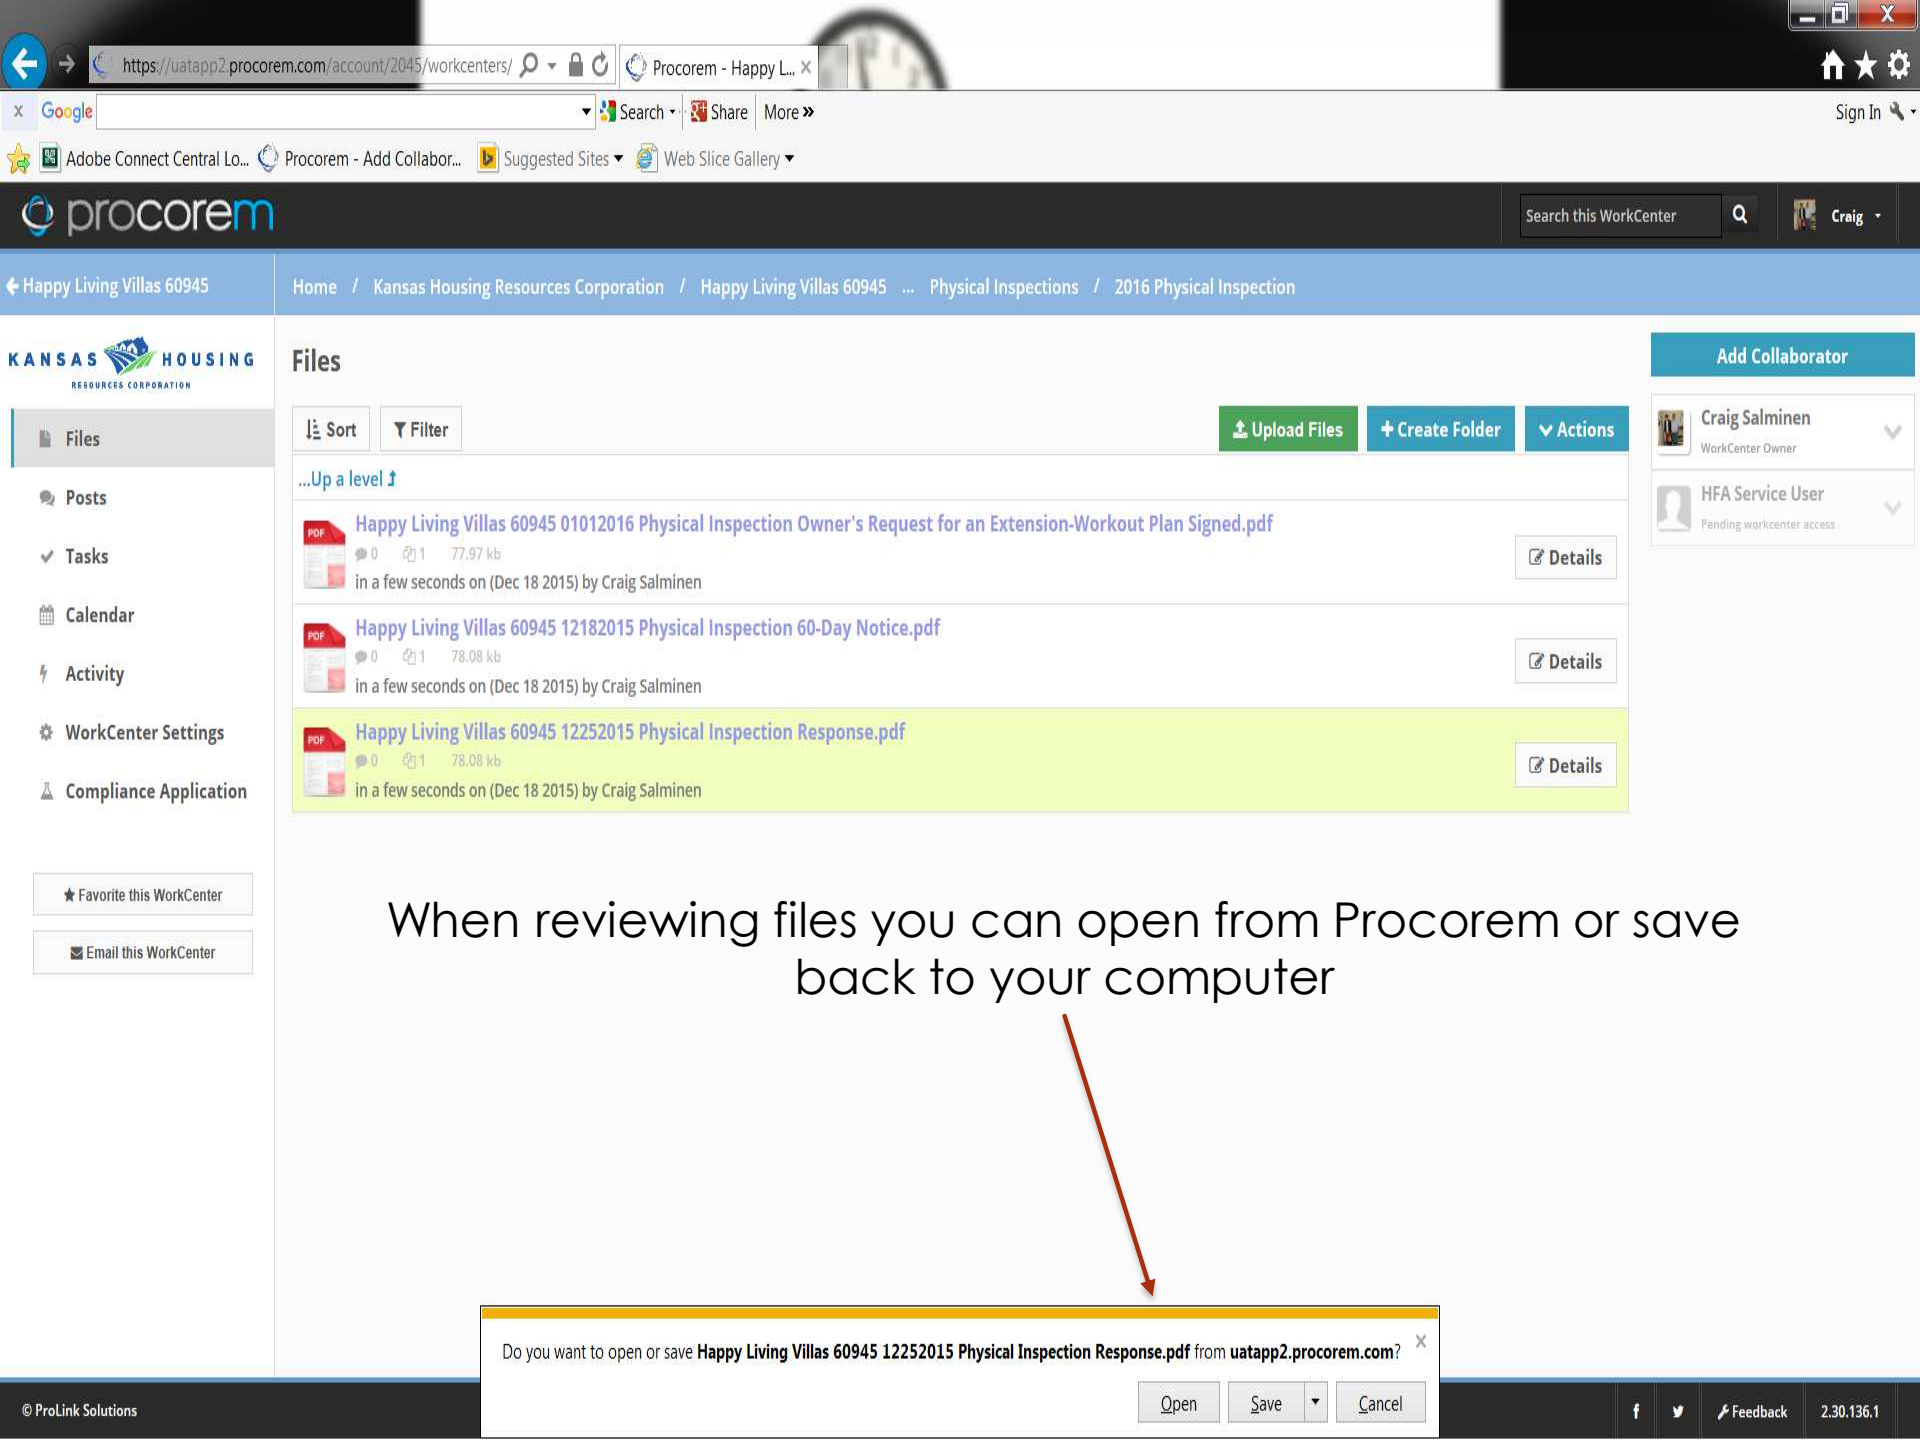 https://uatapp2.procorem.com/account/2045/workcenters/
Procorem - Happy L...
x Google
Search
Share
More »
Sign In
Adobe Connect Central Lo...
Procorem - Add Collabor...
Suggested Sites
Web Slice Gallery
procorem
Search this WorkCenter
Craig
Happy Living Villas 60945
Home / Kansas Housing Resources Corporation / Happy Living Villas 60945 ... Physical Inspections / 2016 Physical Inspection
KANSAS HOUSING
RESOURCES CORPORATION
Files
Posts
Tasks
Calendar
Activity
WorkCenter Settings
Compliance Application
Favorite this WorkCenter
Email this WorkCenter
Files
Sort
Filter
Upload Files
+ Create Folder
Actions
...Up a level
PDF
Happy Living Villas 60945 01012016 Physical Inspection Owner's Request for an Extension-Workout Plan Signed.pdf
0 1 77.97 kb
in a few seconds on (Dec 18 2015) by Craig Salminen
Details
PDF
Happy Living Villas 60945 12182015 Physical Inspection 60-Day Notice.pdf
0 1 78.08 kb
in a few seconds on (Dec 18 2015) by Craig Salminen
Details
PDF
Happy Living Villas 60945 12252015 Physical Inspection Response.pdf
0 1 78.08 kb
in a few seconds on (Dec 18 2015) by Craig Salminen
Details
Add Collaborator
Craig Salminen
WorkCenter Owner
HFA Service User
Pending workcenter access
When reviewing files you can open from Procorem or save
back to your computer
Do you want to open or save Happy Living Villas 60945 12252015 Physical Inspection Response.pdf from uatapp2.procorem.com?
Open
Save
Cancel
© ProLink Solutions
Feedback
2.30.136.1